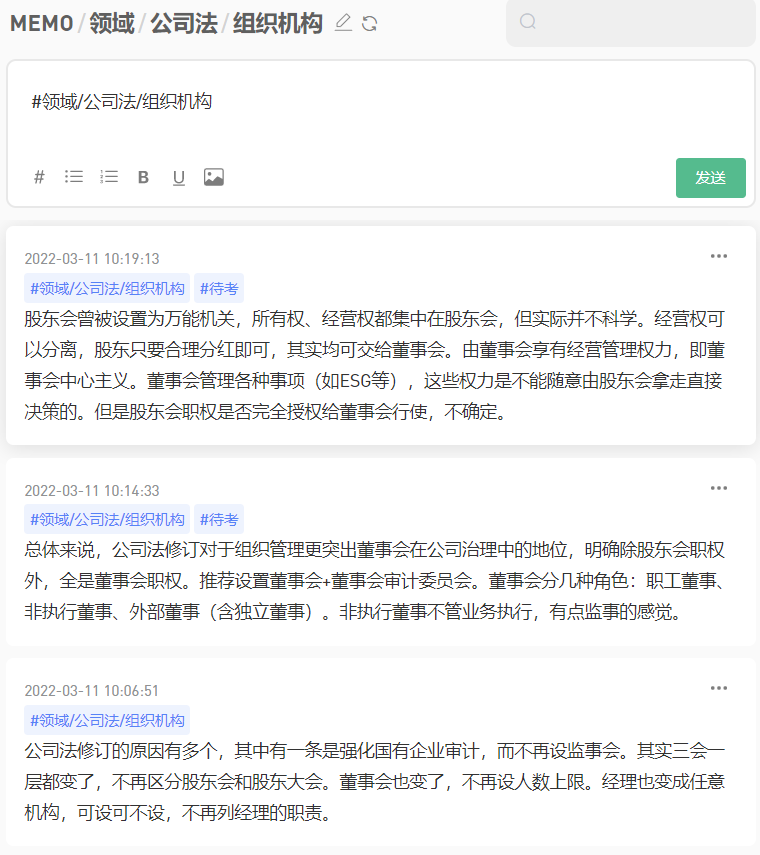 MEMO / 领域 / 公司法 / 组织机构
#领域/公司法/组织机构
# B U
发送
2022-03-11 10:19:13
#领域/公司法/组织机构 #待考
股东会曾被设置为万能机关，所有权、经营权都集中在股东会，但实际并不科学。经营权可
以分离，股东只要合理分红即可，其实均可交给董事会。由董事会享有经营管理权力，即董
事会中心主义。董事会管理各种事项（如ESG等），这些权力是不能随意由股东会拿走直接
决策的。但是股东会职权是否完全授权给董事会行使，不确定。
2022-03-11 10:14:33
#领域/公司法/组织机构 #待考
总体来说，公司法修订对于组织管理更突出董事会在公司治理中的地位，明确除股东会职权
外，全是董事会职权。推荐设置董事会+董事会审计委员会。董事会分几种角色：职工董事、
非执行董事、外部董事（含独立董事）。非执行董事不管业务执行，有点监事的感觉。
2022-03-11 10:06:51
#领域/公司法/组织机构
公司法修订的原因有多个，其中有一条是强化国有企业审计，而不再设监事会。其实三会一
层都变了，不再区分股东会和股东大会。董事会也变了，不再设人数上限。经理也变成任意
机构，可设可不设，不再列经理的职责。